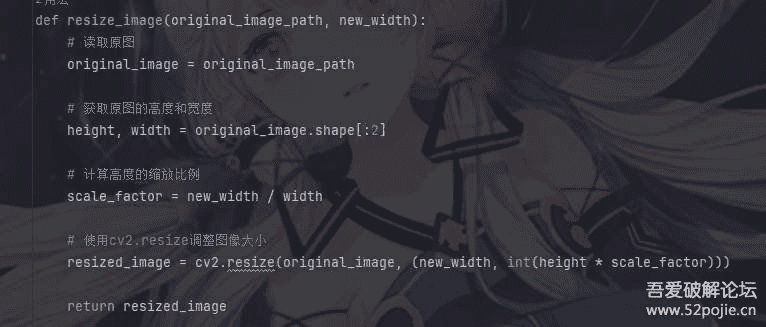 def resize_image(original_image_path, new_width):
# 读取原图
original_image = original_image_path
# 获取原图的高度和宽度
height, width = original_image.shape[:2]
# 计算高度的缩放比例
scale_factor = new_width / width
# 使用cv2.resize调整图像大小
resized_image = cv2.resize(original_image, (new_width, int(height * scale_factor)))
return resized_image
吾爱破解论坛
www.52pojie.cn